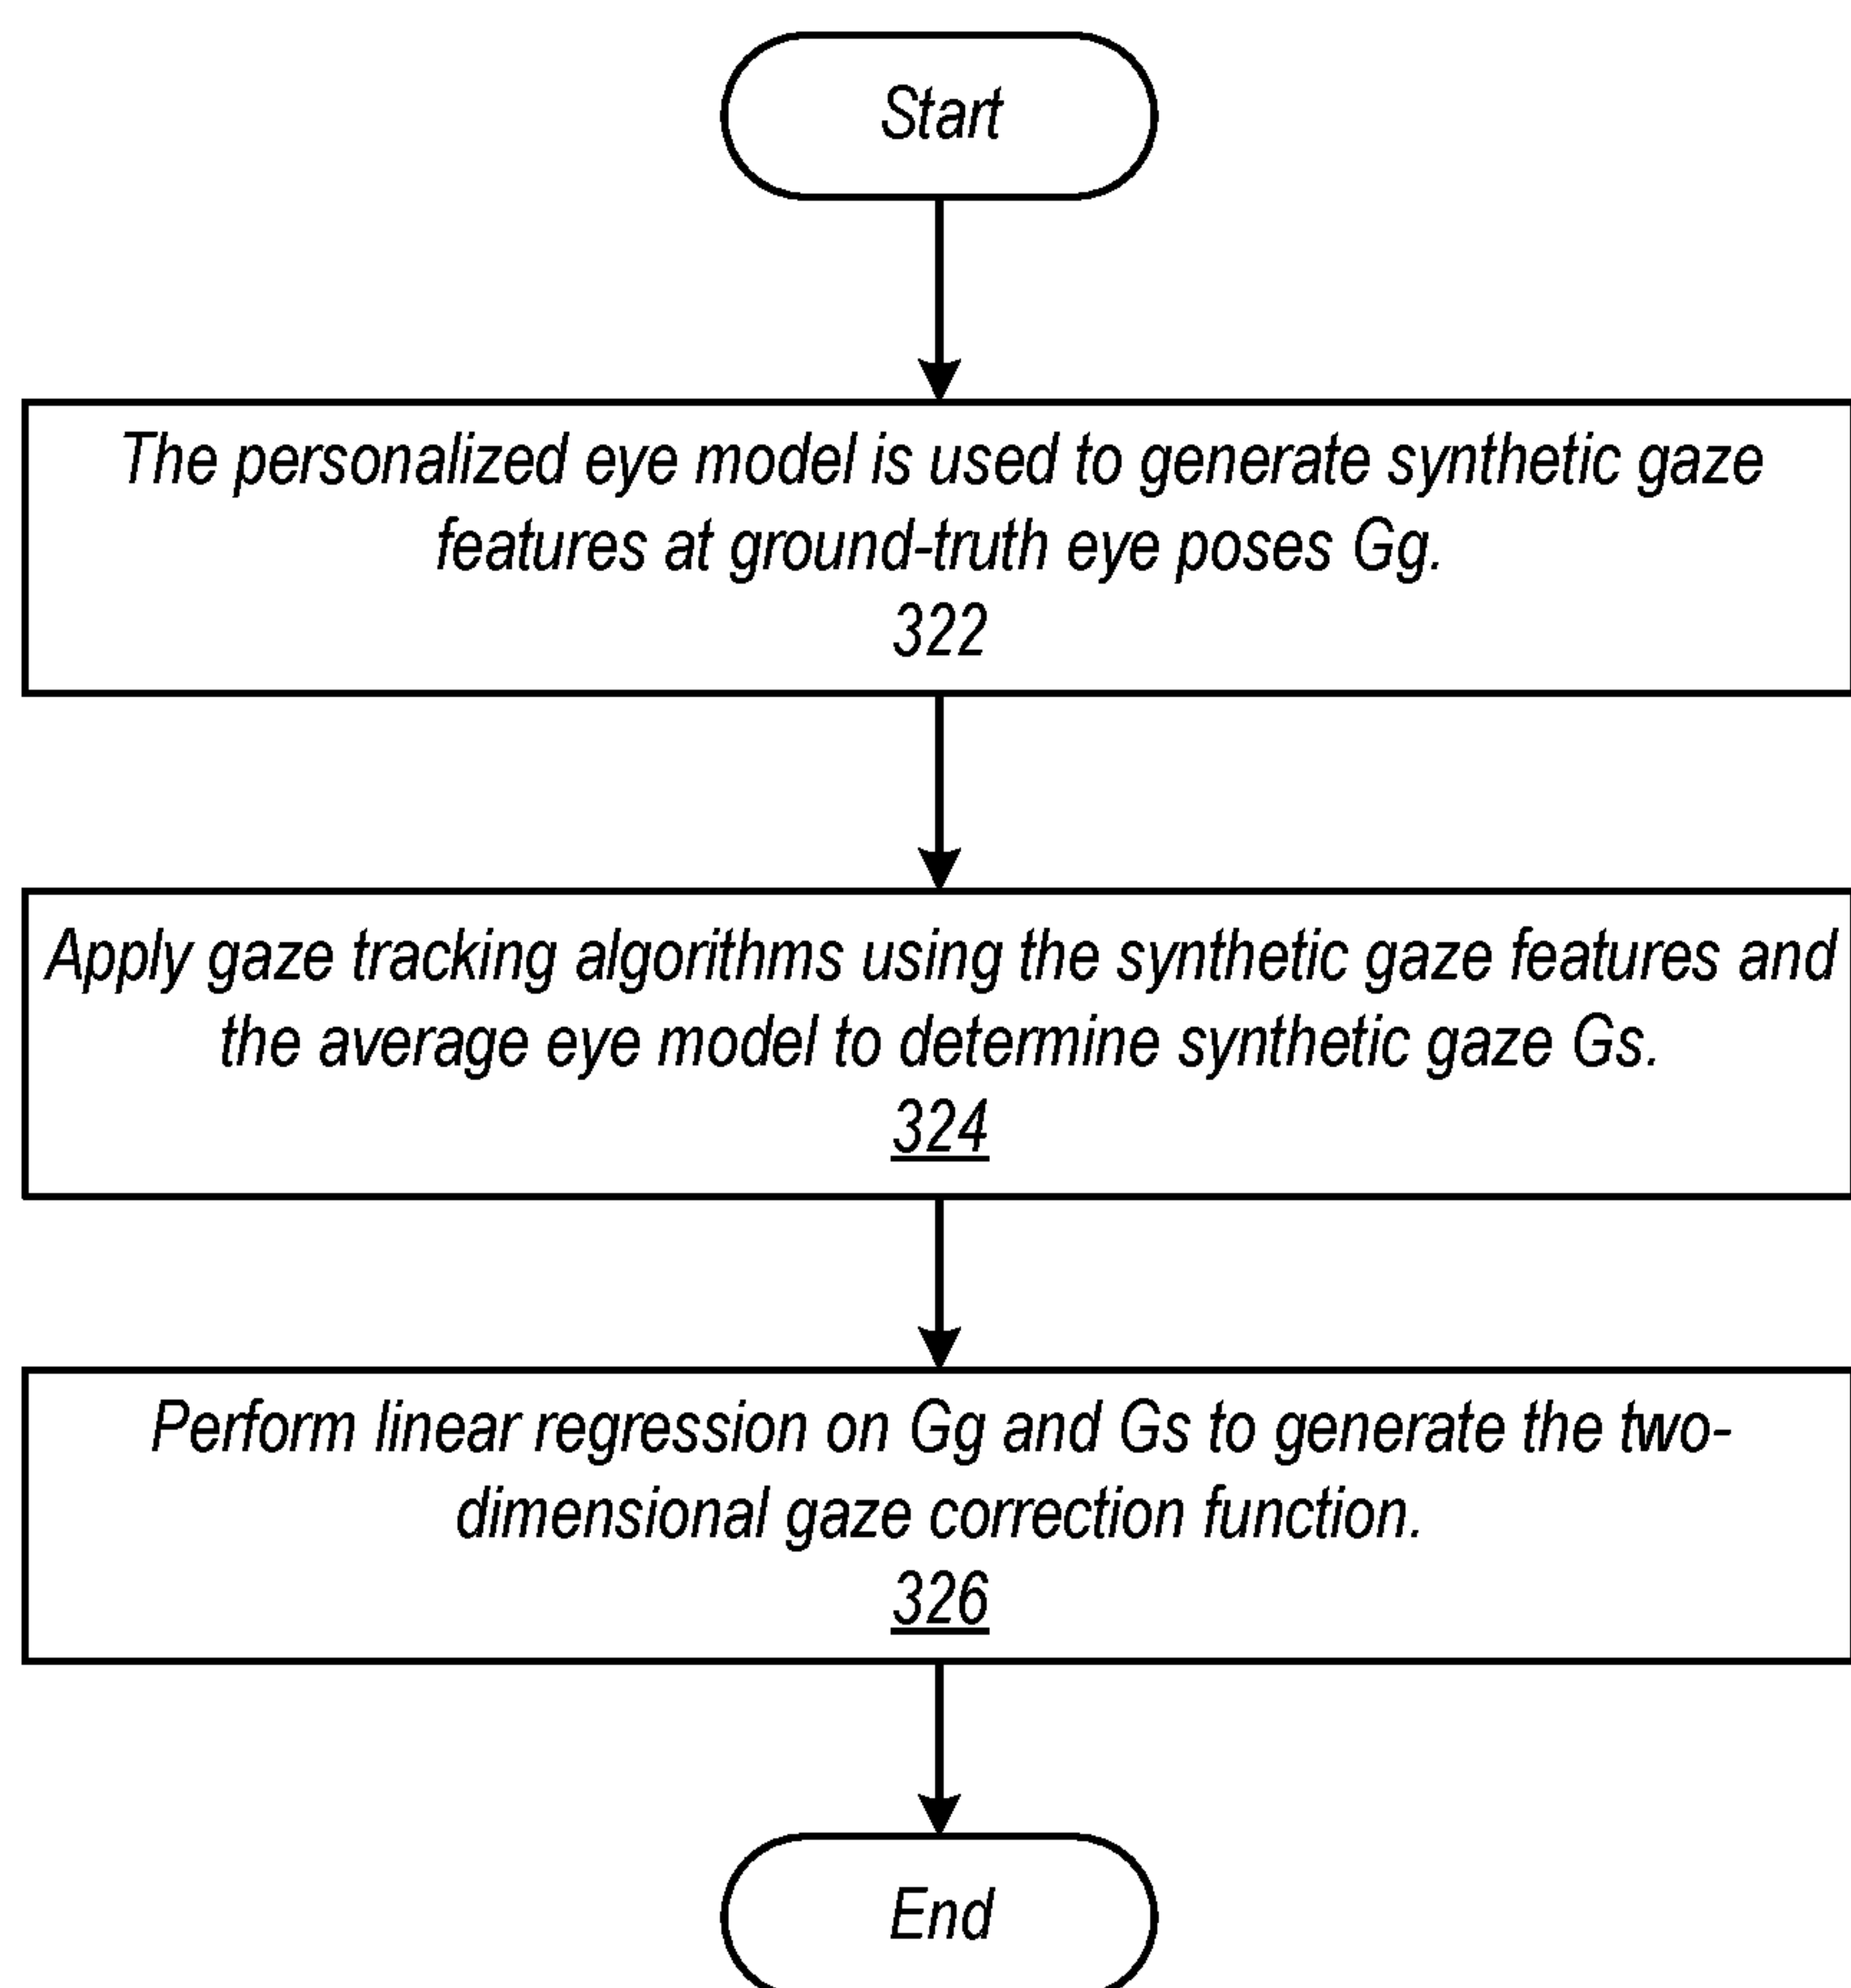 Start
The personalized eye model is used to generate synthetic gaze
features at ground-truth eye poses Gg.
322
Apply gaze tracking algorithms using the synthetic gaze features and
the average eye model to determine synthetic gaze Gs.
324
Perform linear regression on Gg and Gs to generate the two-
dimensional gaze correction function.
326
End